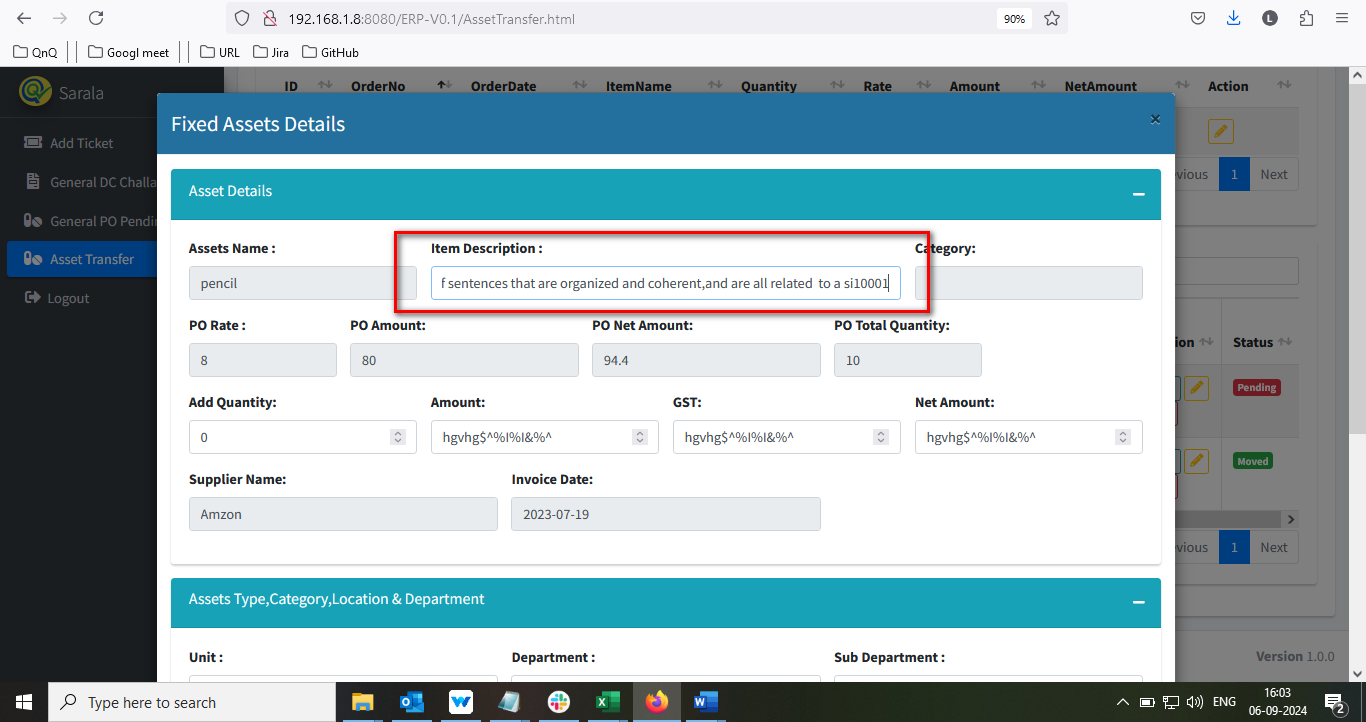 192.168.1.8:8080/ERP-V0.1/AssetTransfer.html
90%
L
QnQ
Googl meet
URL
Jira
GitHub
Sarala
ID
OrderNo
OrderDate
ItemName
Quantity
Rate
Amount
NetAmount
Action
Add Ticket
General DC Challa
General PO Pendin
Asset Transfer
Logout
vious
1
Next
Fixed Assets Details
×
Asset Details
Assets Name :
Item Description :
Category:
pencil
f sentences that are organized and coherent,and are all related to a si10001
PO Rate :
PO Amount:
PO Net Amount:
PO Total Quantity:
8
80
94.4
10
Add Quantity:
Amount:
GST:
Net Amount:
0
hgvhg$^%I%I&%^
hgvhg$^%I%I&%^
hgvhg$^%I%I&%^
Supplier Name:
Invoice Date:
Amzon
2023-07-19
ion
Status
Pending
Moved
vious
1
Next
Assets Type,Category,Location & Department
Unit :
Department :
Sub Department :
Version 1.0.0
Type here to search
ENG
16:03
06-09-2024
2